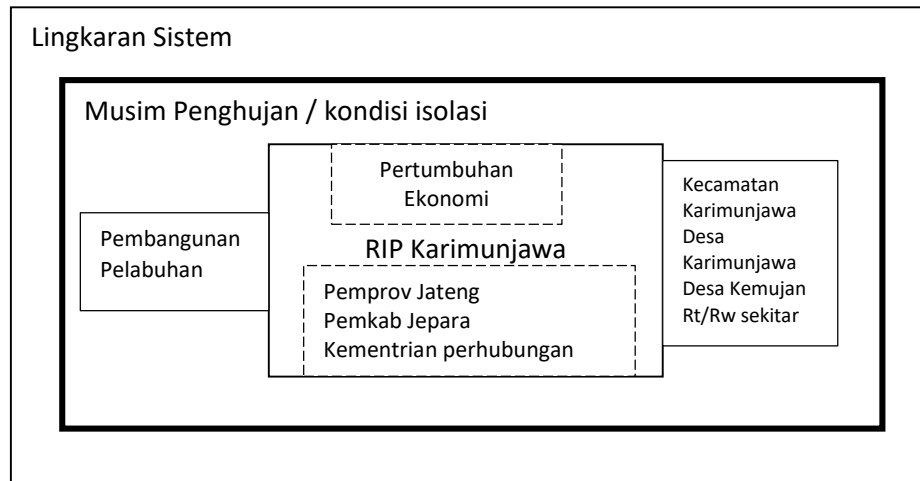 Lingkaran Sistem
Musim Penghujan / kondisi isolasi
Pertumbuhan
Ekonomi
RIP Karimunjawa
Pembangunan
Pelabuhan
Pemprov Jateng
Pemkab Jepara
Kementrian perhubungan
Kecamatan
Karimunjawa
Desa
Karimunjawa
Desa Kemujan
Rt/Rw sekitar